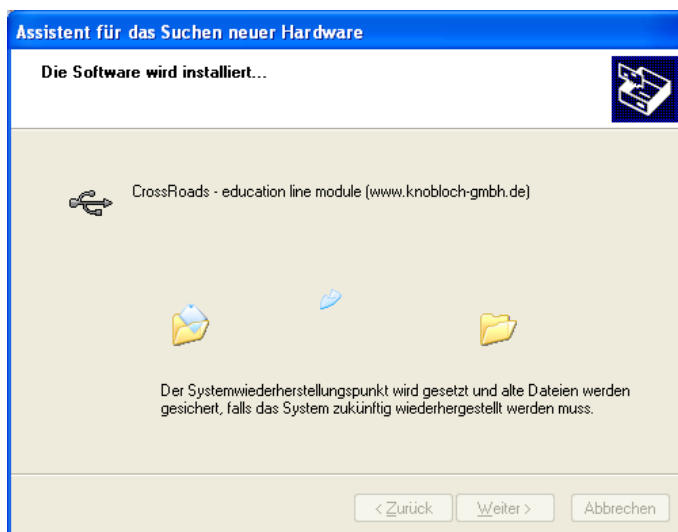 Assistent für das Suchen neuer Hardware
Die Software wird installiert...
CrossRoads - education line module (www.knobloch-gmbh.de)
Der Systemwiederherstellungspunkt wird gesetzt und alte Dateien werden
gesichert, falls das System zukünftig wiederhergestellt werden muss.
< Zurück Weiter > Abbrechen